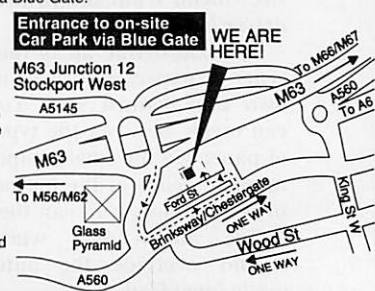 a Blue Gate.
Entrance to on-site
Car Park via Blue Gate
WE ARE
HERE!
M63 Junction 12
Stockport West
To M66/M67
M63
A560
To A6
A5145
M63
To M56/M62
Glass
Pyramid
Ford St
Brinksway/Chestergate
ONE WAY
King St W
Wood St
ONE WAY
A560